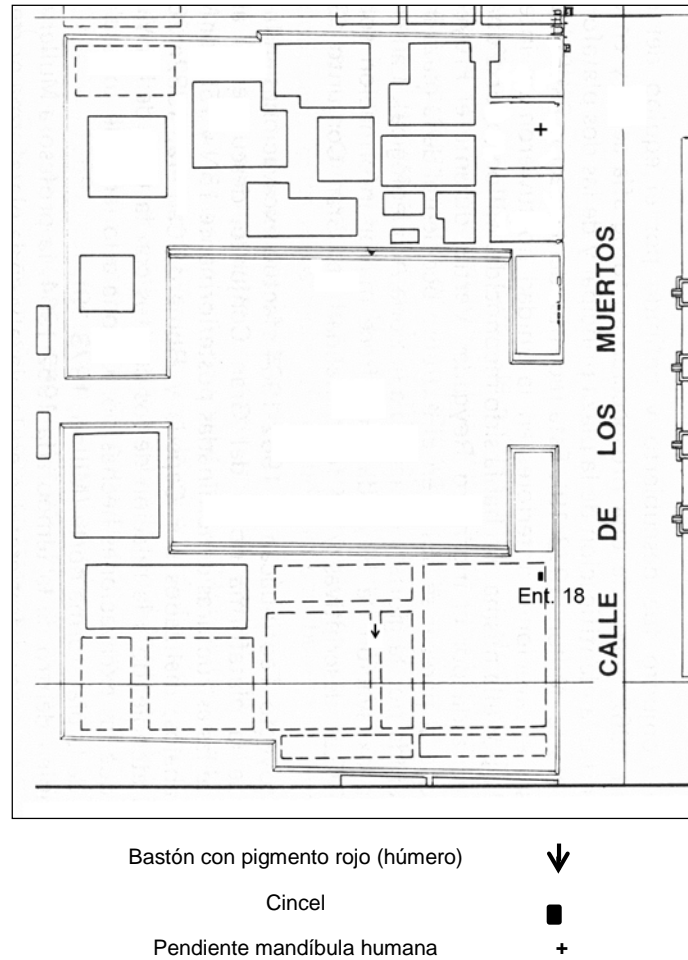 CALLE DE LOS MUERTOS
Ent. 18
Bastón con pigmento rojo (húmero)
Cincel
Pendiente mandíbula humana